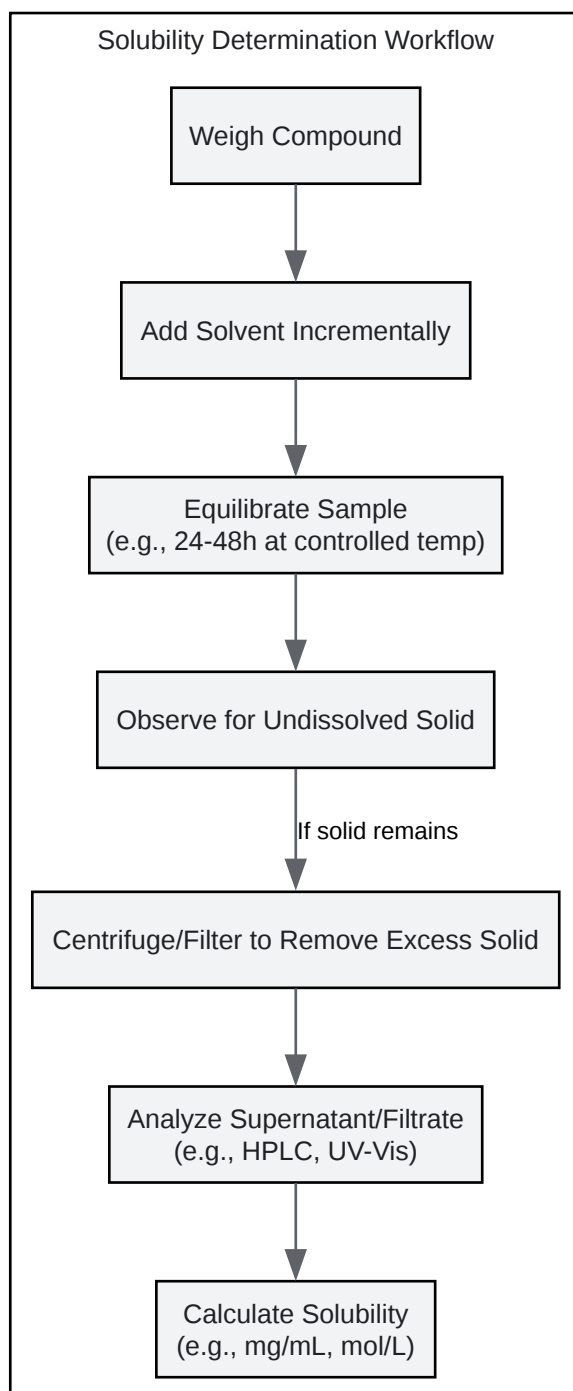 Solubility Determination Workflow
Weigh Compound
Add Solvent Incrementally
Equilibrate Sample
(e.g., 24-48h at controlled temp)
Observe for Undissolved Solid
If solid remains
Centrifuge/Filter to Remove Excess Solid
Analyze Supernatant/Filtrate
(e.g., HPLC, UV-Vis)
Calculate Solubility
(e.g., mg/mL, mol/L)